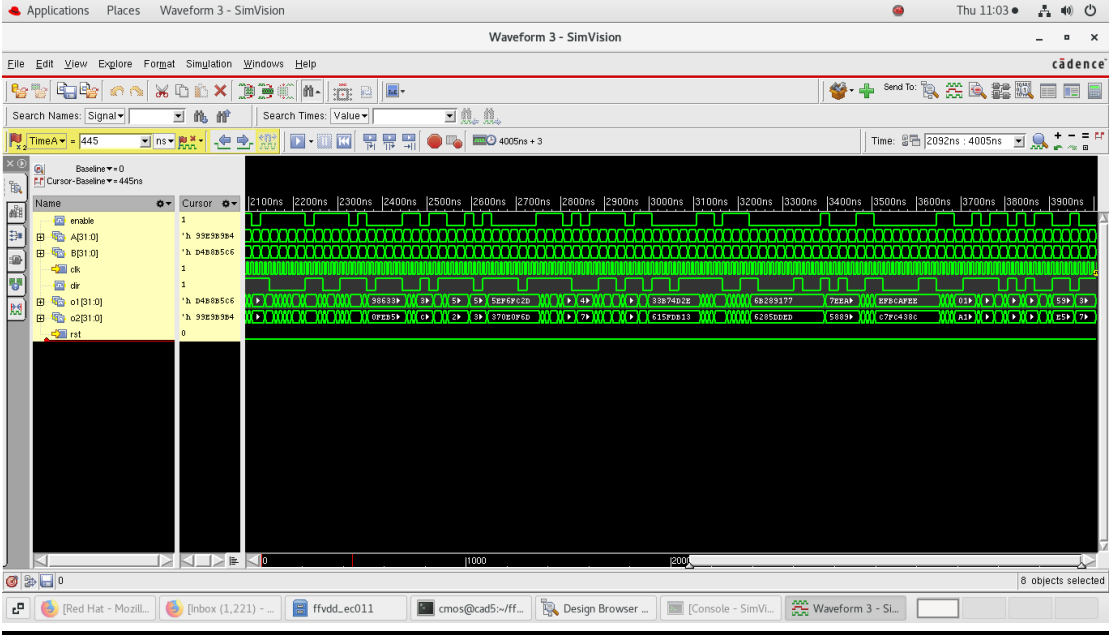 Applications Places Waveform 3 - SimVision Thu 11:03
Waveform 3 - SimVision
File Edit View Explore Format Simulation Windows Help cādence
Send To:
Search Names: Signal Search Times: Value
x2 TimeA = 445 ns 4005ns + 3 Time: 2092ns : 4005ns
Baseline = 0
Cursor-Baseline = 445ns
Name Cursor 2100ns 2200ns 2300ns 2400ns 2500ns 2600ns 2700ns 2800ns 2900ns 3000ns 3100ns 3200ns 3300ns 3400ns 3500ns 3600ns 3700ns 3800ns 3900ns
enable 1
A[31:0] 'h 99E9B9B4
B[31:0] 'h D4B8B5C6
clk 1
dir 1
o1 [31:0] 'h D4B8B5C6 98633 3 5 5 5EF6FC2D 4 33B74D2E 6B289177 7EEA EFBCAFEE 01 59 3
o2[31:0] 'h 99E9B9B4 0FEB5 C 2 3 370E0F6D 7 615FDB13 6285DDED 5889 C7FC438C A1 E5 7
rst 0
0 1000 200
0 8 objects selected
[Red Hat - Mozill... [Inbox (1,221) - ... ffvdd_ec011 cmos@cad5:~/ff... Design Browser ... [Console - SimVi... Waveform 3 - Si...